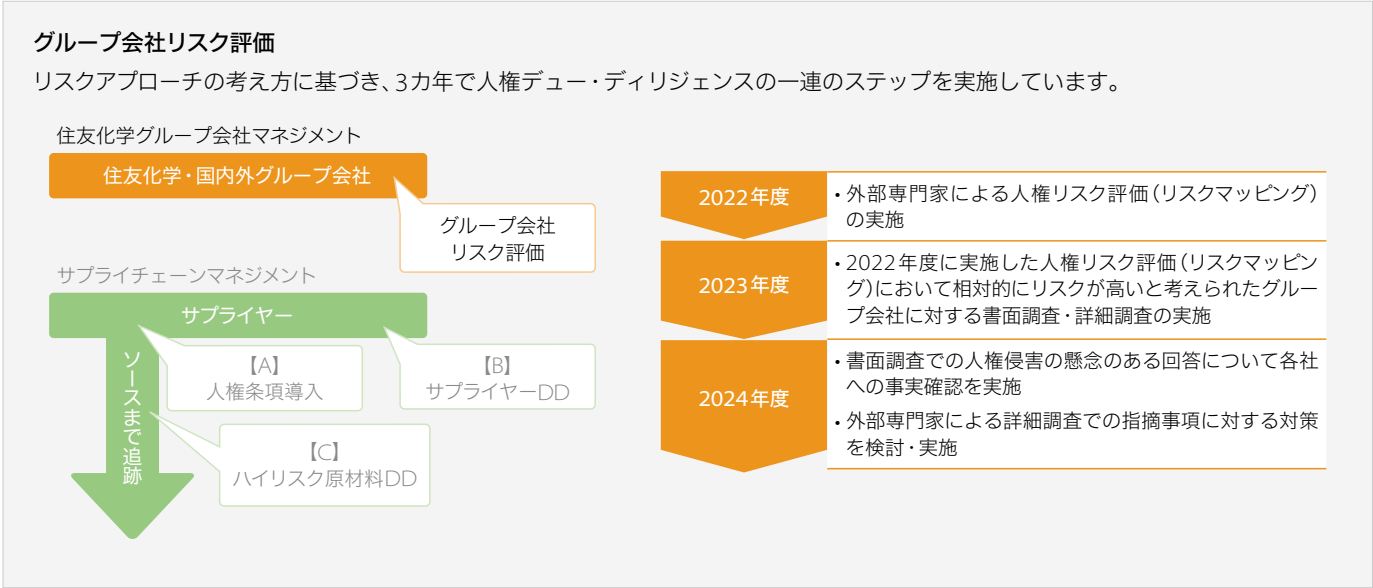 グループ会社リスク評価
リスクアプローチの考え方に基づき、3カ年で人権デュー・ディリジェンスの一連のステップを実施しています。
住友化学グループ会社マネジメント
住友化学・国内外グループ会社
グループ会社
リスク評価
サプライチェーンマネジメント
サプライヤー
【A】
人権条項導入
【B】
サプライヤーDD
【C】
ハイリスク原材料DD
ソースまで追跡
2022年度
・外部専門家による人権リスク評価(リスクマッピング)
の実施
2023年度
・2022年度に実施した人権リスク評価(リスクマッピン
グ)において相対的にリスクが高いと考えられたグルー
プ会社に対する書面調査・詳細調査の実施
2024年度
・書面調査での人権侵害の懸念のある回答について各社
への事実確認を実施
・外部専門家による詳細調査での指摘事項に対する対策
を検討・実施